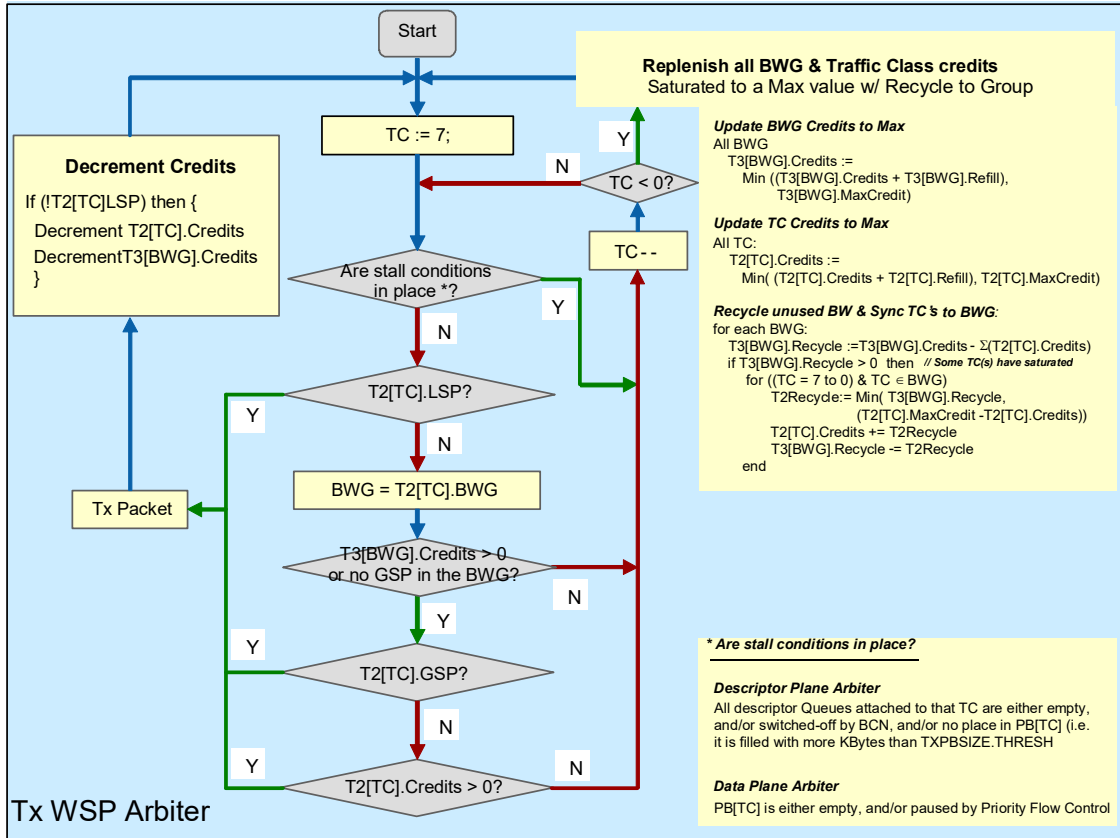 Start
Replenish all BWG & Traffic Class credits
Saturated to a Max value w/ Recycle to Group
Update BWG Credits to Max
All BWG
T3[BWG].Credits :=
Min ((T3[BWG].Credits + T3[BWG].Refill),
T3[BWG].MaxCredit)
Update TC Credits to Max
All TC:
T2[TC].Credits :=
Min( (T2[TC].Credits + T2[TC].Refill), T2[TC].MaxCredit)
Recycle unused BW & Sync TC's to BWG:
for each BWG:
T3[BWG].Recycle :=T3[BWG].Credits - Σ(T2[TC].Credits)
if T3[BWG].Recycle > 0 then // Some TC(s) have saturated
for ((TC = 7 to 0) & TC ∈ BWG)
T2Recycle:= Min( T3[BWG].Recycle,
(T2[TC].MaxCredit -T2[TC].Credits))
T2[TC].Credits += T2Recycle
T3[BWG].Recycle -= T2Recycle
end
TC := 7;
Y
N
TC < 0?
TC- -
Decrement Credits
If (!T2[TC]LSP) then {
Decrement T2[TC].Credits
DecrementT3[BWG].Credits
}
Are stall conditions
in place *?
Y
N
T2[TC].LSP?
Y
N
BWG = T2[TC].BWG
Tx Packet
T3[BWG].Credits > 0
or no GSP in the BWG?
N
Y
T2[TC].GSP?
Y
N
T2[TC].Credits > 0?
Y
N
* Are stall conditions in place?
Descriptor Plane Arbiter
All descriptor Queues attached to that TC are either empty,
and/or switched-off by BCN, and/or no place in PB[TC] (i.e.
it is filled with more KBytes than TXPBSIZE.THRESH
Data Plane Arbiter
PB[TC] is either empty, and/or paused by Priority Flow Control
Tx WSP Arbiter